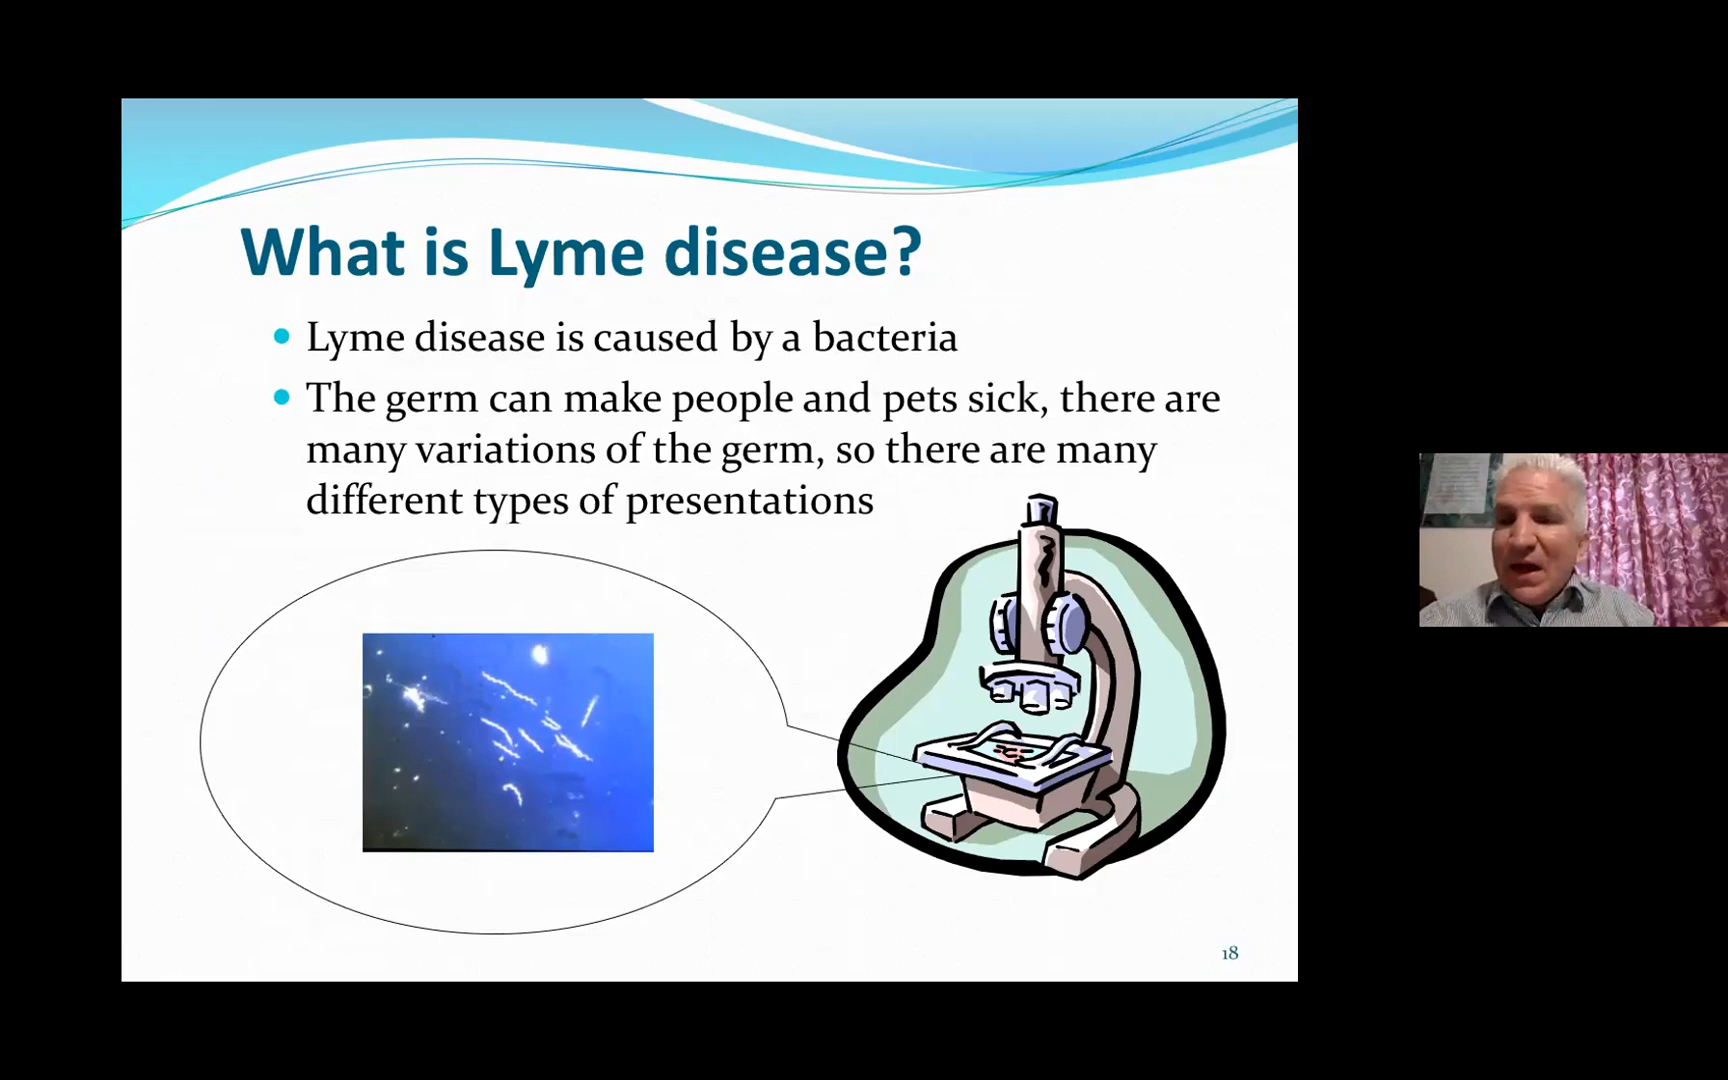 What is Lyme disease?
Lyme disease is caused by a bacteria
The germ can make people and pets sick, there are
many variations of the germ, so there are many
different types of presentations
18